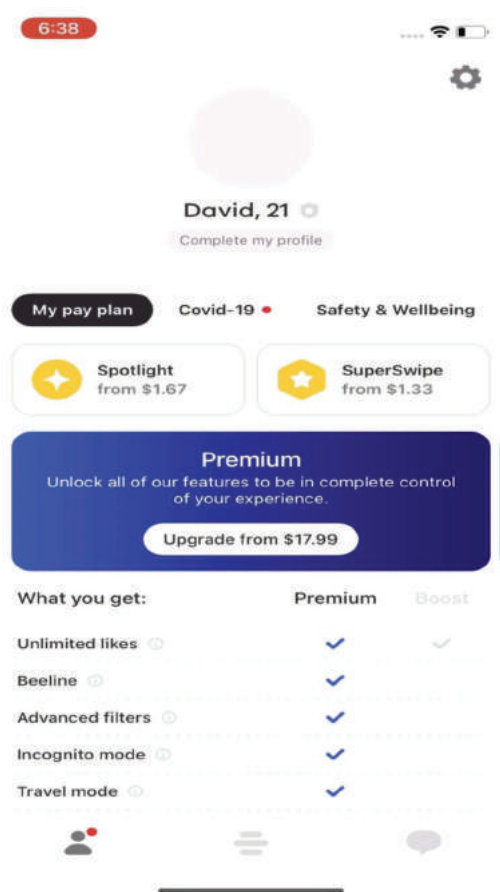 6:38
David, 21
Complete my profile
My pay plan Covid-19 Safety & Wellbeing
Spotlight SuperSwipe
from $1.67 from $1.33
Premium
Unlock all of our features to be in complete control
of your experience.
Upgrade from $17.99
What you get: Premium Boost
Unlimited likes
Beeline
Advanced filters
Incognito mode
Travel mode